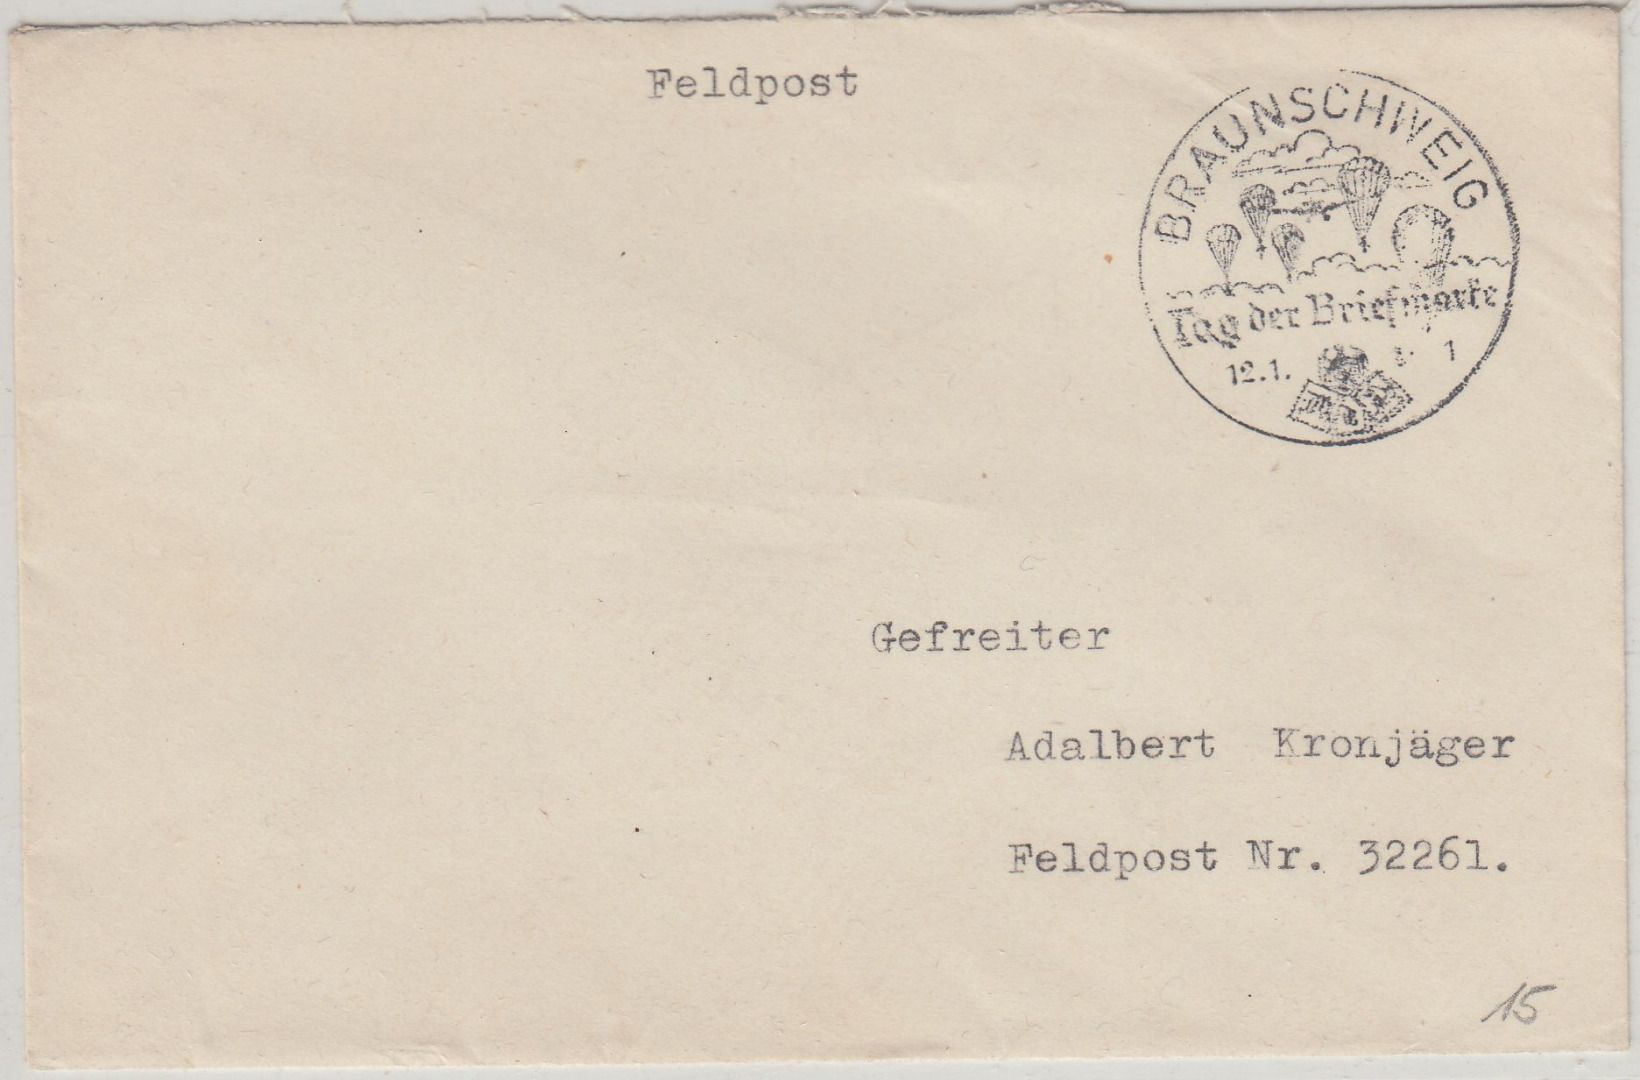 Feldpost
BRAUNSCHWEIG
Tag der Briefmarke
12.1. 1
Gefreiter
Adalbert Kronjäger
Feldpost Nr. 32261.
15